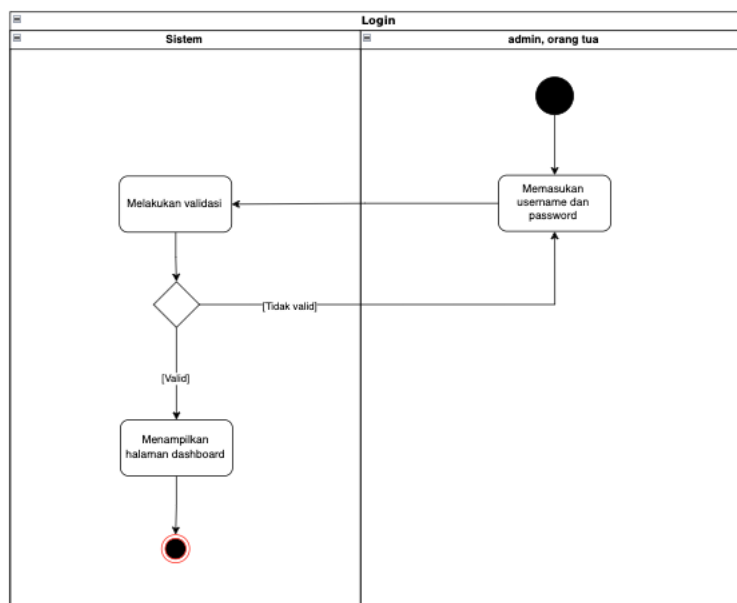 Login
Sistem
admin, orang tua
Memasukan
username dan
password
Melakukan validasi
[Tidak valid]
[Valid]
Menampilkan
halaman dashboard